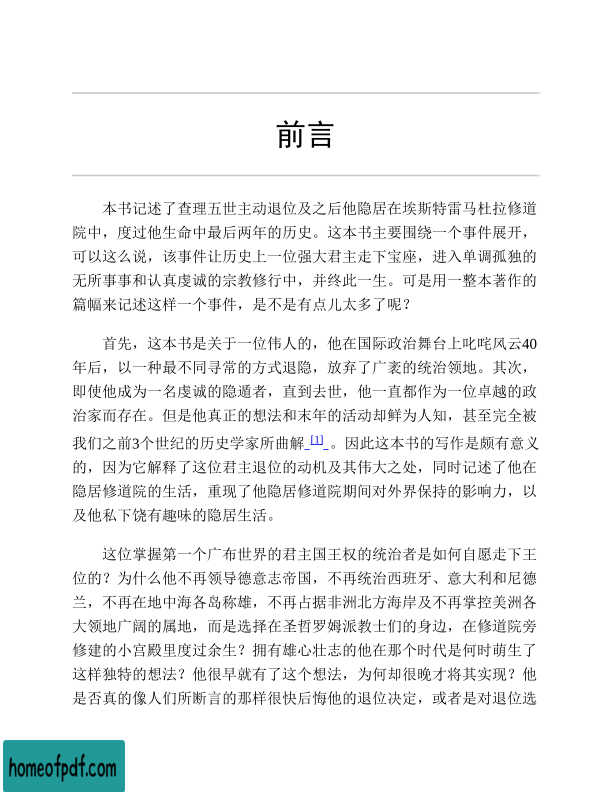 前言
本书记述了查理五世主动退位及之后他隐居在埃斯特雷马杜拉修道
院中，度过他生命中最后两年的历史。这本书主要围绕一个事件展开，
可以这么说，该事件让历史上一位强大君主走下宝座，进入单调孤独的
无所事事和认真虔诚的宗教修行中，并终此一生。可是用一整本著作的
篇幅来记述这样一个事件，是不是有点儿太多了呢？
首先，这本书是关于一位伟人的，他在国际政治舞台上叱咤风云40
年后，以一种最不同寻常的方式退隐，放弃了广袤的统治领地。其次，
即使他成为一名虔诚的隐遁者，直到去世，他一直都作为一位卓越的政
治家而存在。但是他真正的想法和末年的活动却鲜为人知，甚至完全被
我们之前3个世纪的历史学家所曲解_[1]_。因此这本书的写作是颇有意义
的，因为它解释了这位君主退位的动机及其伟大之处，同时记述了他在
隐居修道院的生活，重现了他隐居修道院期间对外界保持的影响力，以
及他私下饶有趣味的隐居生活。
这位掌握第一个广布世界的君主国王权的统治者是如何自愿走下王
位的？为什么他不再领导德意志帝国，不再统治西班牙、意大利和尼德
兰，不再在地中海各岛称雄，不再占据非洲北方海岸及不再掌控美洲各
大领地广阔的属地，而是选择在圣哲罗姆派教士们的身边，在修道院旁
修建的小宫殿里度过余生？拥有雄心壮志的他在那个时代是何时萌生了
这样独特的想法？他很早就有了这个想法，为何却很晚才将其实现？他
是否真的像人们所断言的那样很快后悔他的退位决定，或者是对退位选
homeofpdf.com